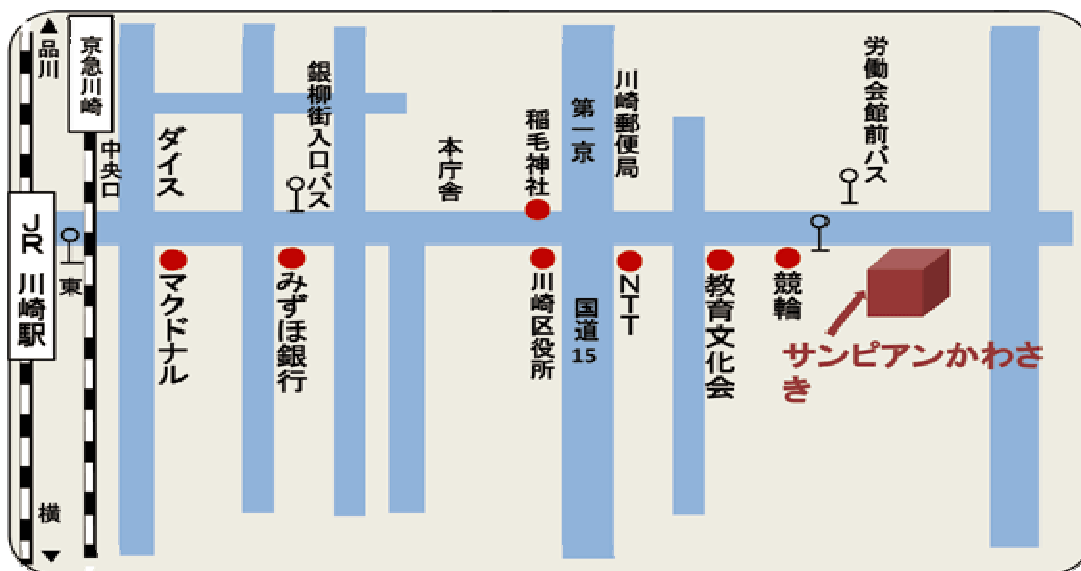 品川
京急川崎
中央口
ダイス
銀柳街入口バス
本庁舎
稲毛神社
第一京
川崎郵便局
労働会館前バス
JR 川崎駅
東
マクドナル
みずほ銀行
川崎区役所
国道15
NTT
教育文化会
競輪
サンピアンかわさ
き
横